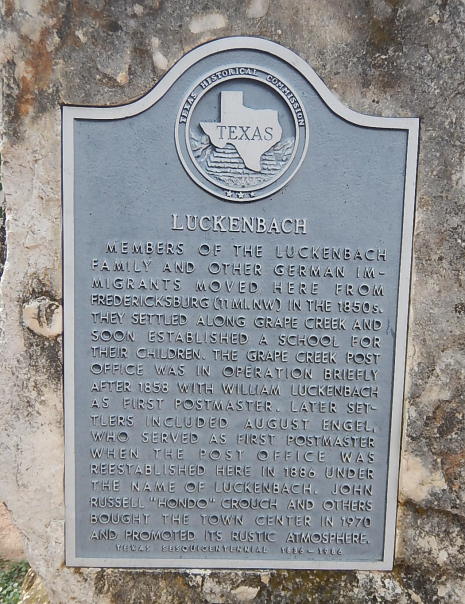 TEXAS HISTORICAL COMMISSION
TEXAS
LUCKENBACH
MEMBERS OF THE LUCKENBACH
FAMILY AND OTHER GERMAN IM-
MIGRANTS MOVED HERE FROM
FREDERICKSBURG (11 MI. NW) IN THE 1850s.
THEY SETTLED ALONG GRAPE CREEK AND
SOON ESTABLISHED A SCHOOL FOR
THEIR CHILDREN. THE GRAPE CREEK POST
OFFICE WAS IN OPERATION BRIEFLY
AFTER 1858 WITH WILLIAM LUCKENBACH
AS FIRST POSTMASTER. LATER SET-
TLERS INCLUDED AUGUST ENGEL,
WHO SERVED AS FIRST POSTMASTER
WHEN THE POST OFFICE WAS
REESTABLISHED HERE IN 1886 UNDER
THE NAME OF LUCKENBACH. JOHN
RUSSELL "HONDO" CROUCH AND OTHERS
BOUGHT THE TOWN CENTER IN 1970
AND PROMOTED ITS RUSTIC ATMOSPHERE.
TEXAS SESQUICENTENNIAL 1836-1986